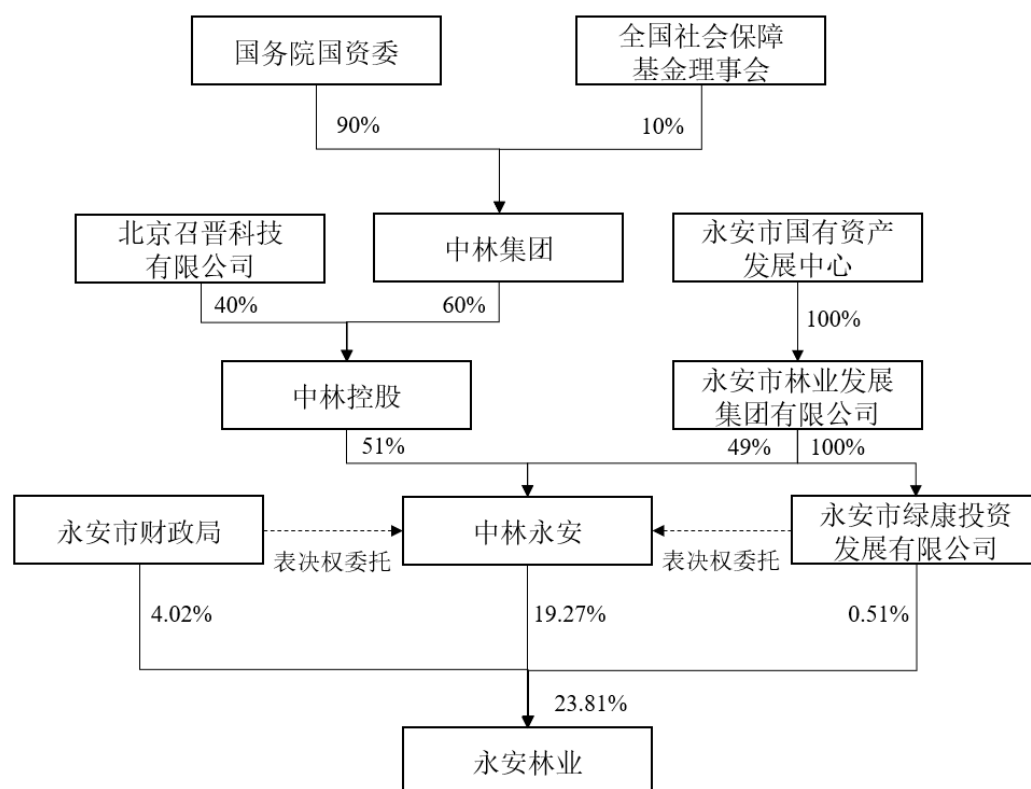 国务院国资委
全国社会保障
基金理事会
90%
10%
北京召晋科技
有限公司
中林集团
永安市国有资产
发展中心
40%
60%
100%
中林控股
永安市林业发展
集团有限公司
51%
49%
100%
永安市财政局
表决权委托
中林永安
表决权委托
永安市绿康投资
发展有限公司
4.02%
19.27%
0.51%
23.81%
永安林业